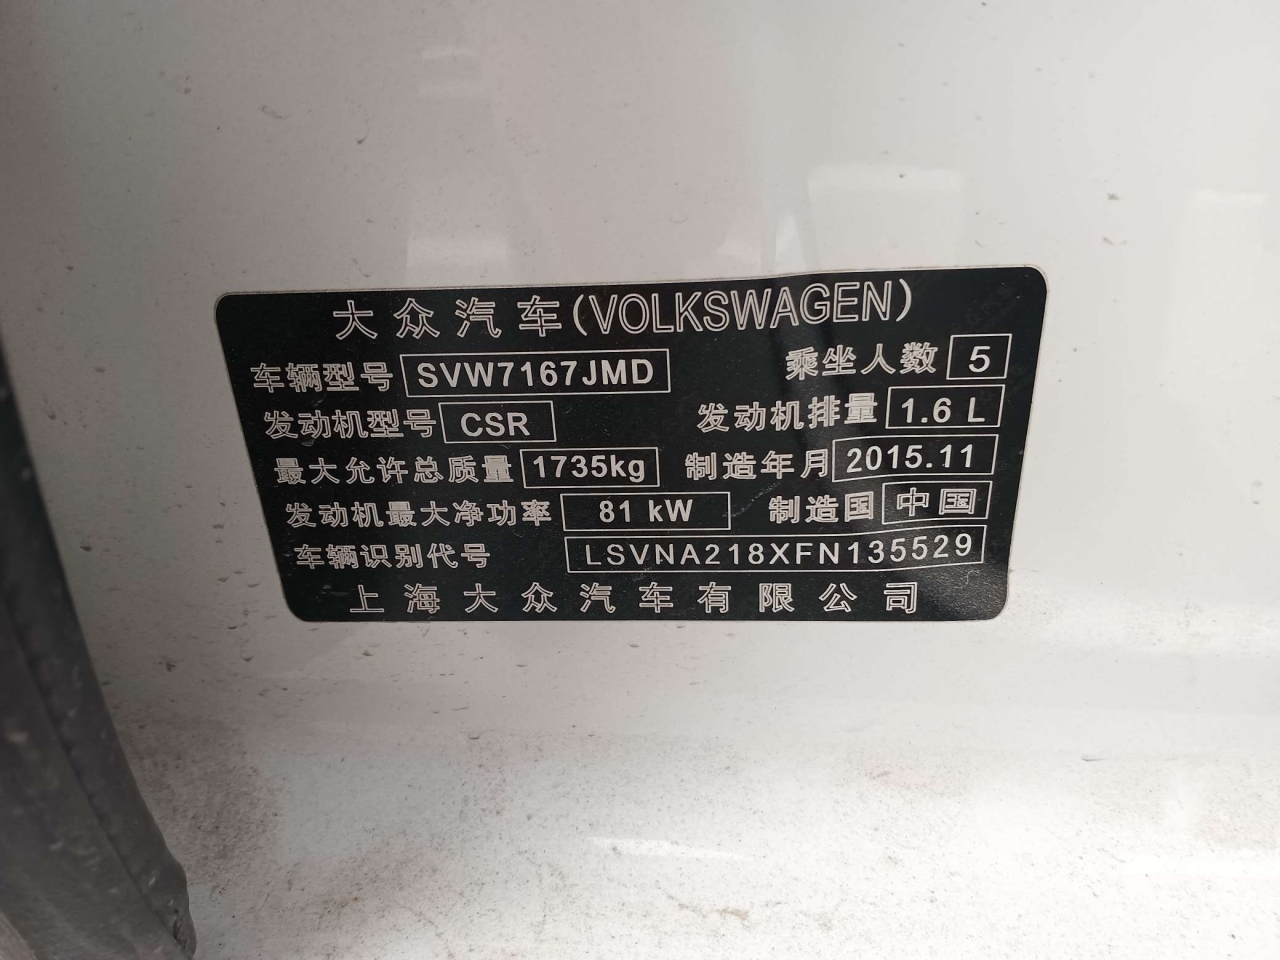 大众汽车(VOLKSWAGEN)
车辆型号 SVW7167JMD 乘坐人数 5
发动机型号 CSR 发动机排量 1.6 L
最大允许总质量 1735kg 制造年月 2015.11
发动机最大净功率 81 kW 制造国 中国
车辆识别代号 LSVNA218XFN135529
上海大众汽车有限公司